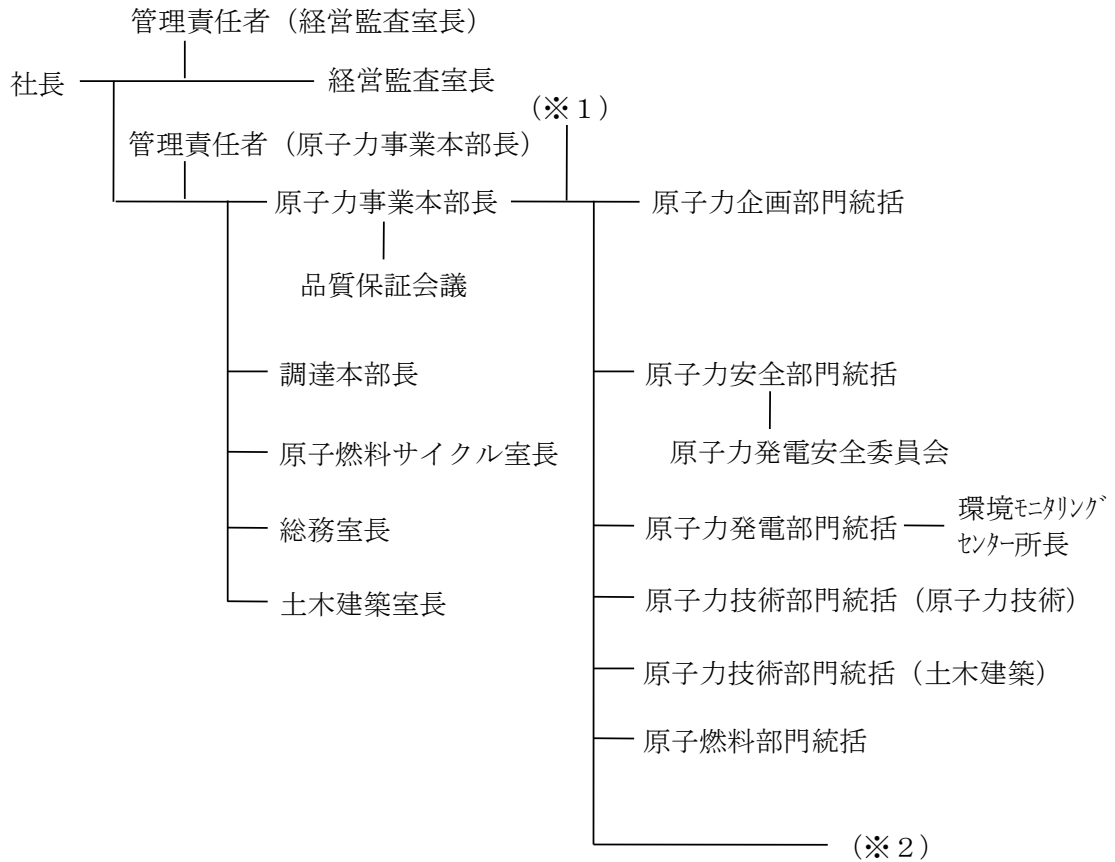 管理責任者（経営監査室長）
社長
経営監査室長
（※１）
管理責任者（原子力事業本部長）
原子力事業本部長
原子力企画部門統括
品質保証会議
調達本部長
原子力安全部門統括
原子力発電安全委員会
原子燃料サイクル室長
原子力発電部門統括
環境ﾓﾆﾀﾘﾝｸﾞ
ｾﾝﾀｰ所長
総務室長
土木建築室長
原子力技術部門統括（原子力技術）
原子力技術部門統括（土木建築）
原子燃料部門統括
（※２）